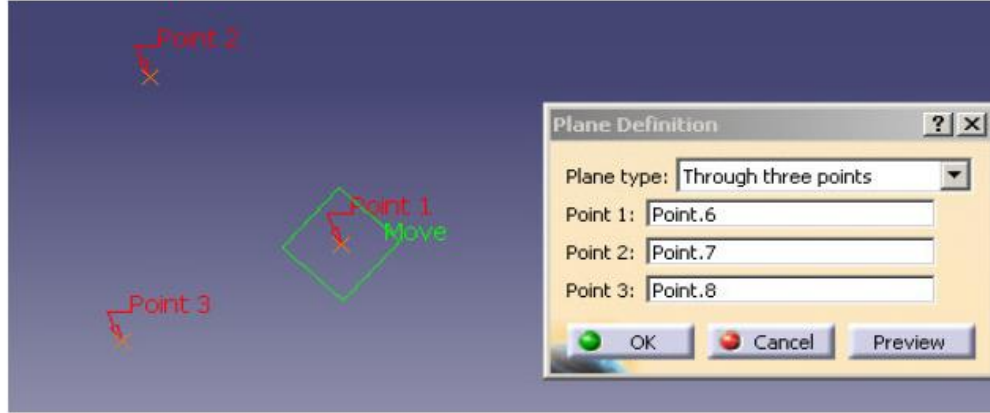 Point 2
Point 1
Move
Point 3
Plane Definition
? X
Plane type: Through three points
Point 1: Point.6
Point 2: Point.7
Point 3: Point.8
OK Cancel Preview